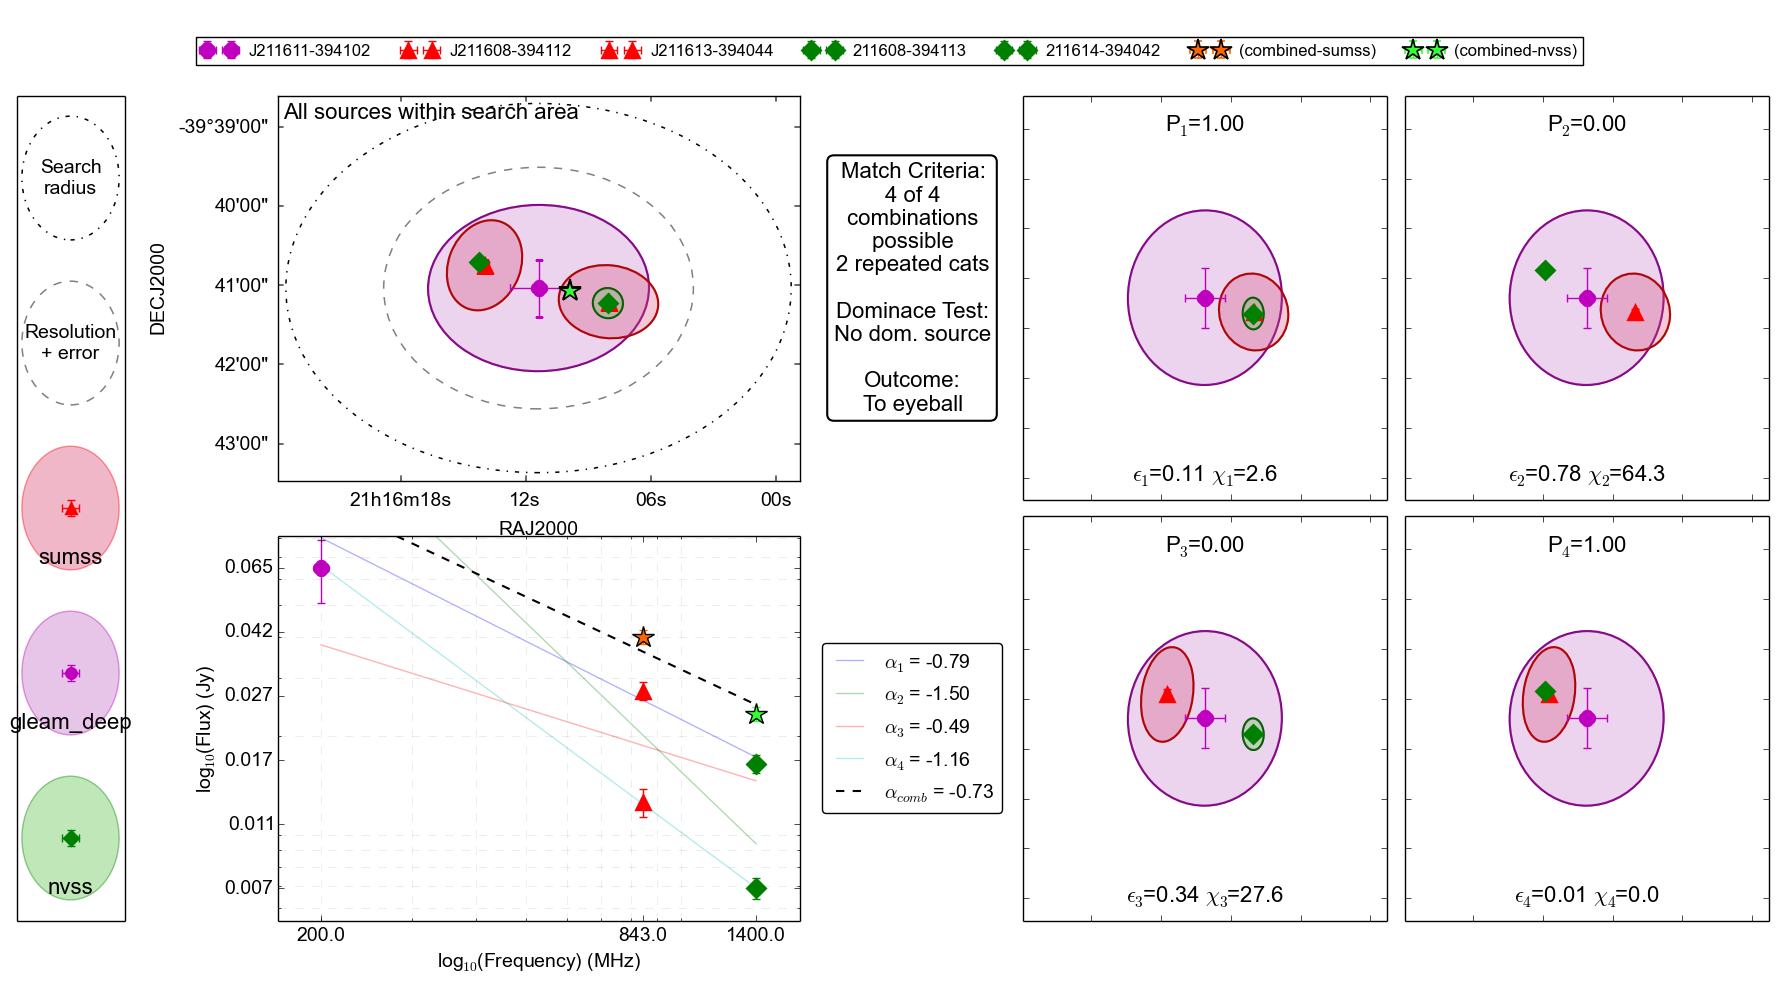 J211611-394102 J211608-394112 J211613-394044 211608-394113 211614-394042 (combined-sumss) (combined-nvss)
Search
radius
Resolution
+ error
sumss
gleam_deep
nvss
All sources within search area
-39°39'00"
40'00"
41'00"
42'00"
43'00"
DECJ2000
21h16m18s 12s 06s 00s
RAJ2000
Match Criteria:
4 of 4
combinations
possible
2 repeated cats
Dominace Test:
No dom. source
Outcome:
To eyeball
P1=1.00
ϵ1=0.11 χ1=2.6
P2=0.00
ϵ2=0.78 χ2=64.3
0.065
0.042
0.027
0.017
0.011
0.007
log10(Flux) (Jy)
200.0 843.0 1400.0
log10(Frequency) (MHz)
α1 = -0.79
α2 = -1.50
α3 = -0.49
α4 = -1.16
αcomb = -0.73
P3=0.00
ϵ3=0.34 χ3=27.6
P4=1.00
ϵ4=0.01 χ4=0.0